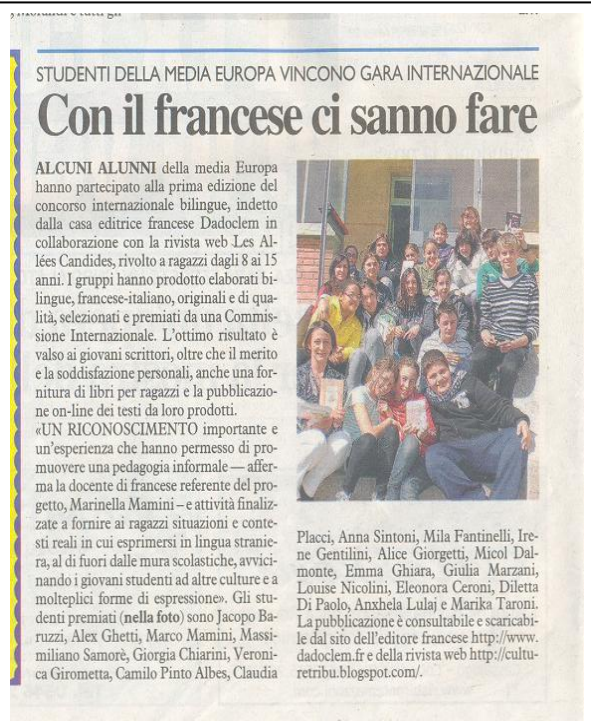 STUDENTI DELLA MEDIA EUROPA VINCONO GARA INTERNAZIONALE
Con il francese ci sanno fare
ALCUNI ALUNNI della media Europa
hanno partecipato alla prima edizione del
concorso internazionale bilingue, indetto
dalla casa editrice francese Dadoclem in
collaborazione con la rivista web Les Al-
lées Candides, rivolto a ragazzi dagli 8 ai 15
anni. I gruppi hanno prodotto elaborati bi-
lingue, francese-italiano, originali e di qua-
lità, selezionati e premiati da una Commis-
sione Internazionale. L'ottimo risultato è
valso ai giovani scrittori, oltre che il merito
e la soddisfazione personali, anche una for-
nitura di libri per ragazzi e la pubblicazio-
ne on-line dei testi da loro prodotti.
«UN RICONOSCIMENTO importante e
un'esperienza che hanno permesso di pro-
muovere una pedagogia informale — affer-
ma la docente di francese referente del pro-
getto, Marinella Mamini – e attività finaliz-
zate a fornire ai ragazzi situazioni e conte-
sti reali in cui esprimersi in lingua stranie-
ra, al di fuori dalle mura scolastiche, avvici-
nando i giovani studenti ad altre culture e a
molteplici forme di espressione». Gli stu-
denti premiati (nella foto) sono Jacopo Ba-
ruzzi, Alex Ghetti, Marco Mamini, Massi-
miliano Samorè, Giorgia Chiarini, Veroni-
ca Girometta, Camilo Pinto Albes, Claudia
Placci, Anna Sintoni, Mila Fantinelli, Ire-
ne Gentilini, Alice Giorgetti, Micol Dal-
monte, Emma Ghiara, Giulia Marzani,
Louise Nicolini, Eleonora Ceroni, Diletta
Di Paolo, Anxhela Lulaj e Marika Taroni.
La pubblicazione è consultabile e scaricabi-
le dal sito dell'editore francese http://www.
dadoclem.fr e della rivista web http://cultu-
retribu.blogspot.com/.